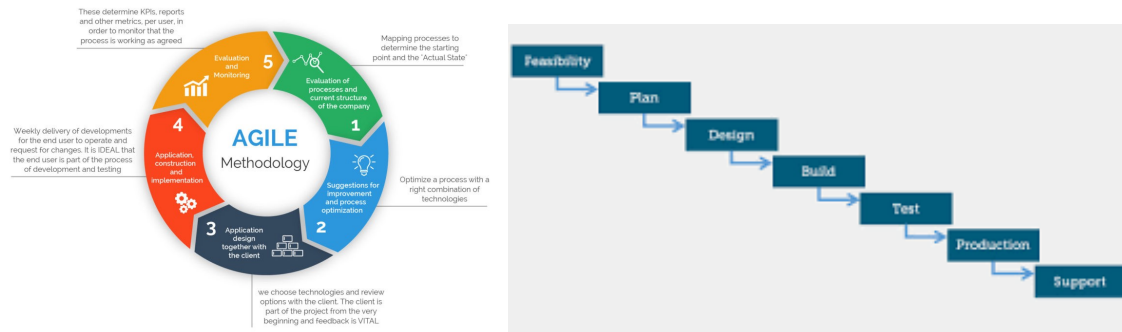 These determine KPIs, reports
and other metrics, per user, in
order to monitor that the
process is working as agreed
Evaluation
and
Monitoring
5
Mapping processes to
determine the starting
point and the "Actual State"
Evaluation of
processes and
current structure
of the company
1
Weekly delivery of developments
for the end user to operate and
request for changes. It is IDEAL that
the end user is part of the process
of development and testing
4
Application,
construction
and
implementation
AGILE
Methodology
Optimize a process with a
right combination of
technologies
Suggestions for
improvement
and process
optimization
2
3
Application
design
together with
the client
we choose technologies and review
options with the client. The client is
part of the project from the very
beginning and feedback is VITAL
Feasibility
Plan
Design
Build
Test
Production
Support